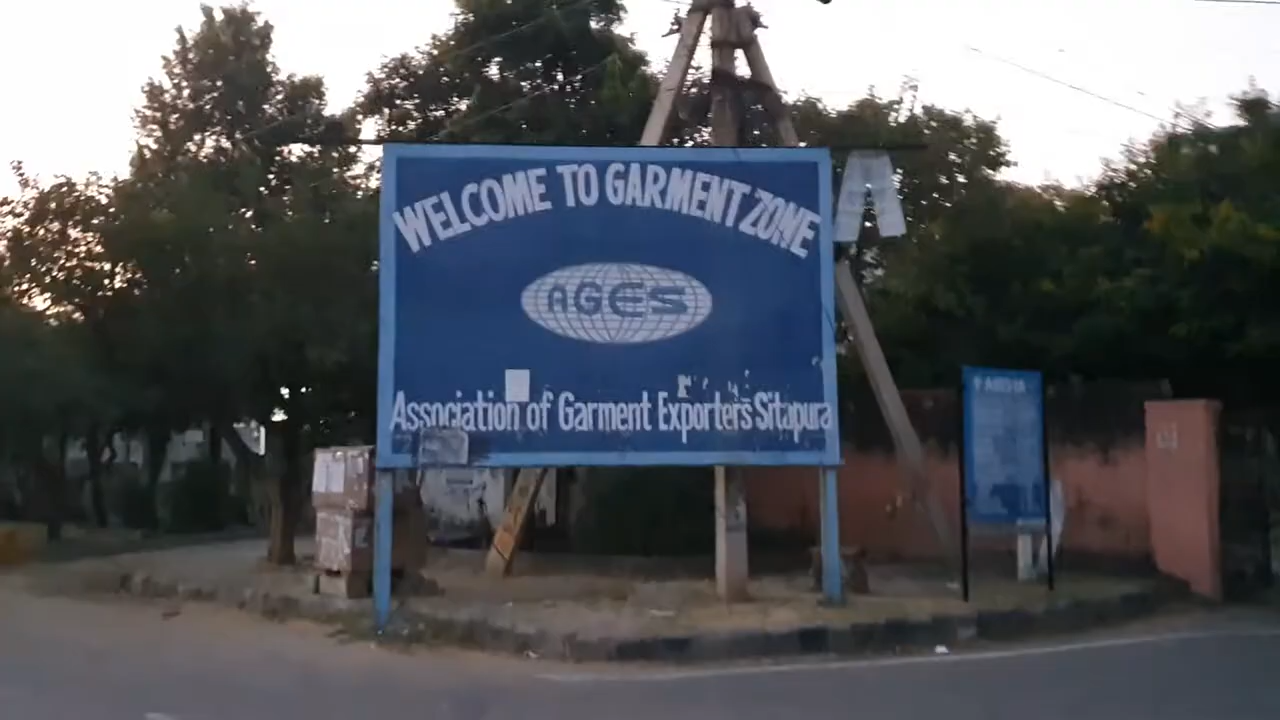 WELCOME TO GARMENT ZONE
AGES
Association of Garment Exporters Sitapura